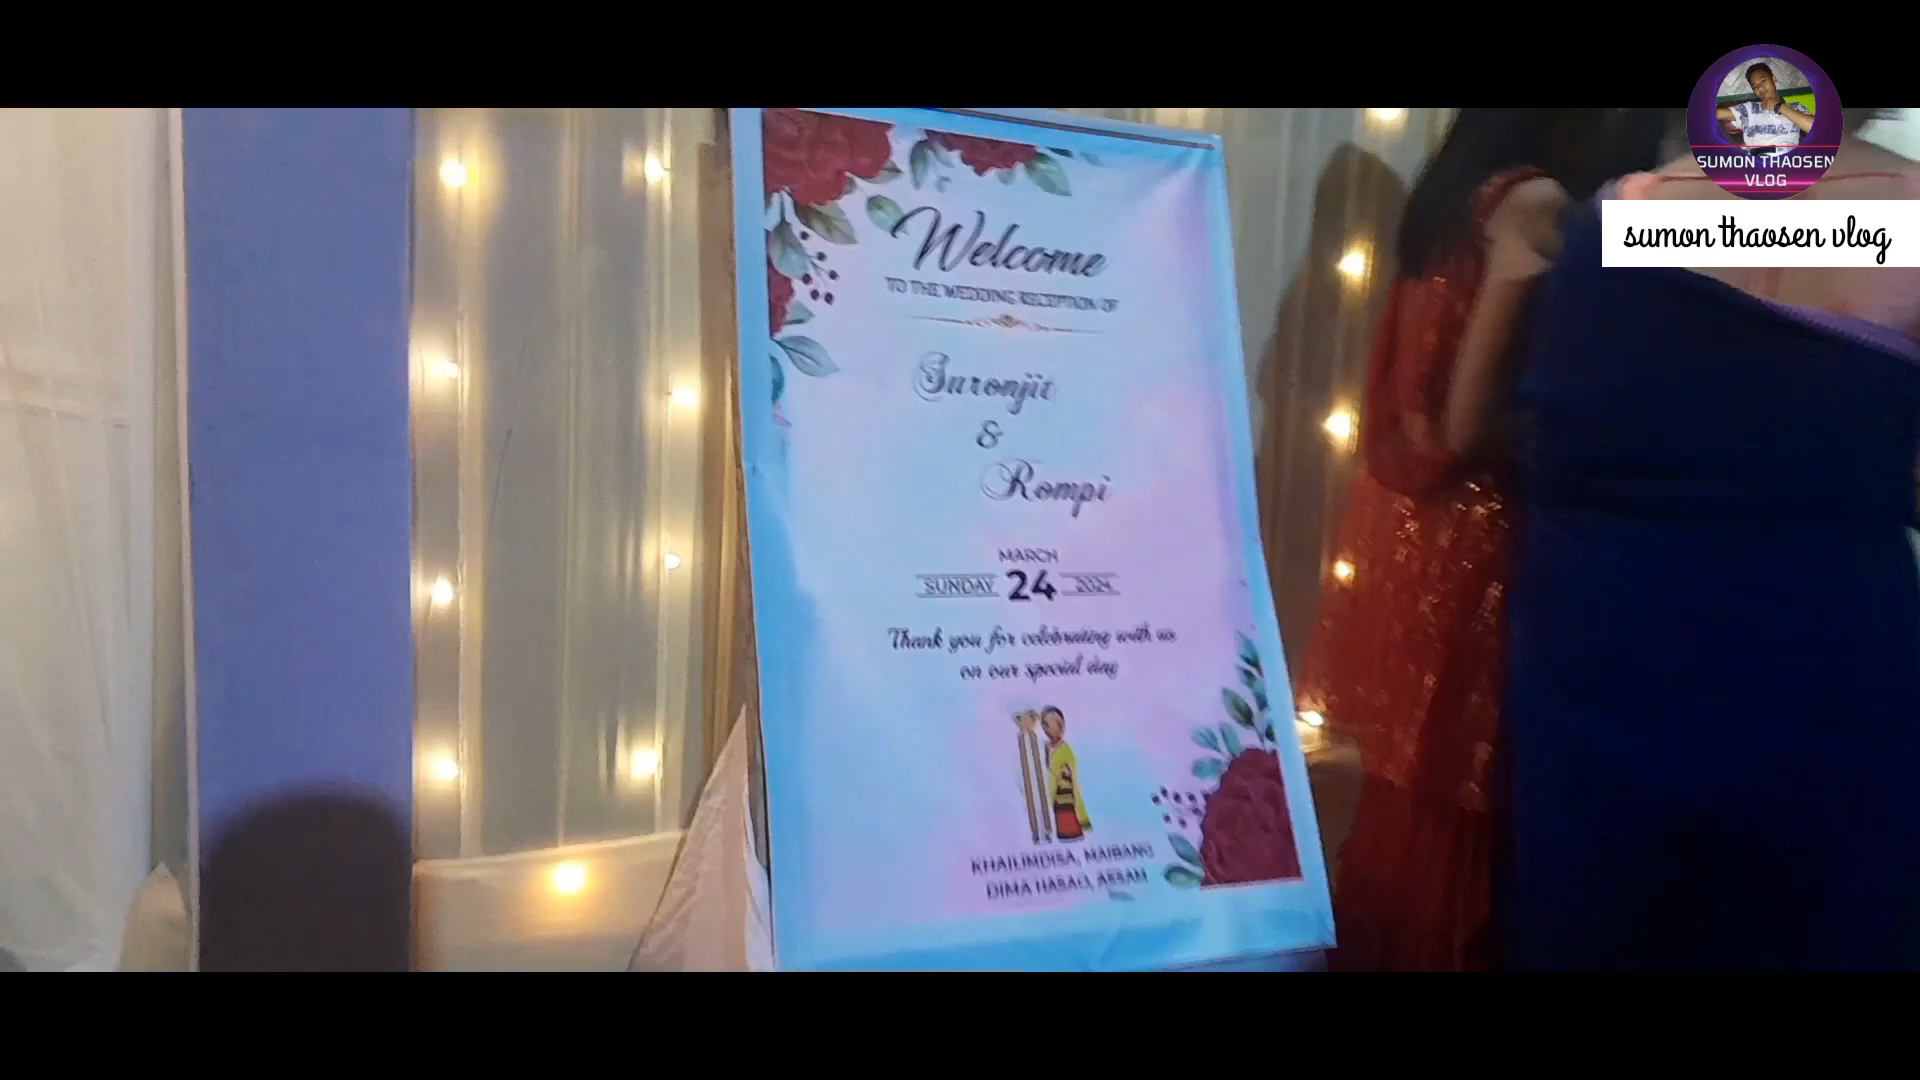 SUMON THAOSEN
VLOG
sumon thaosen vlog
Welcome
TO THE WEDDING RECEPTION OF
Suronjit
&
Rompi
MARCH
SUNDAY 24 2024
Thank you for celebrating with us
on our special day
KHAILIMDISA, MAIBANG
DIMA HASAO, ASSAM